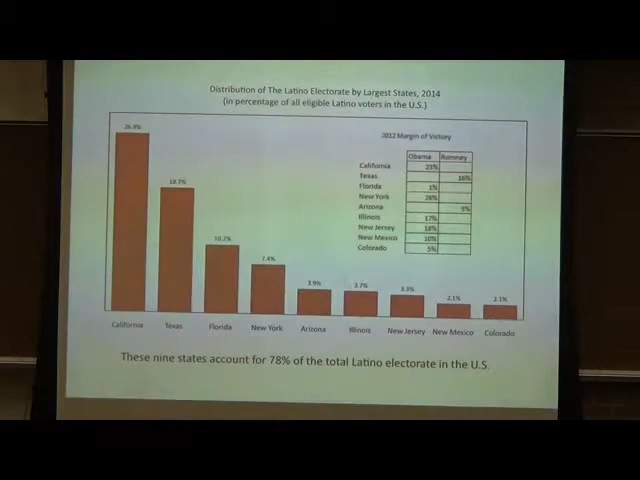 Distribution of The Latino Electorate by Largest States, 2014
(in percentage of all eligible Latino voters in the U.S.)
2012 Margin of Victory
Obama Romney
California 23%
Texas 16%
Florida 1%
New York 28%
Arizona 9%
Illinois 17%
New Jersey 18%
New Mexico 10%
Colorado 5%
26.9%
18.7%
10.2%
7.4%
3.9%
3.7%
3.3%
2.1%
2.1%
California Texas Florida New York Arizona Illinois New Jersey New Mexico Colorado
These nine states account for 78% of the total Latino electorate in the U.S.